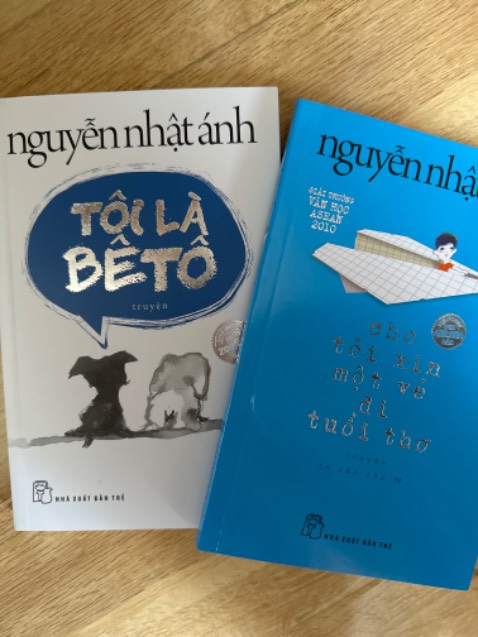 nguyễn nhật ánh
TÔI LÀ
BÊTÔ
truyện
NHÀ XUẤT BẢN TRẺ
nguyễn nhậ
GIẢI THƯỞNG
VĂN HỌC
ASEAN
2010
cho
tôi xin
một vé
đi
tuổi thơ
truyện
NHÀ XUẤT BẢN TRẺ